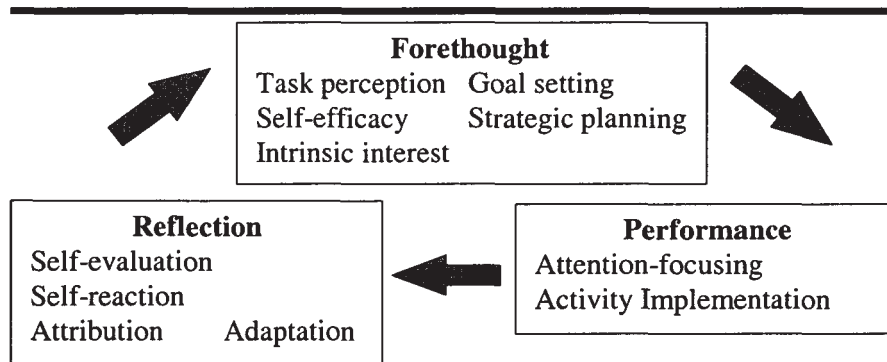 Forethought
Task perception Goal setting
Self-efficacy Strategic planning
Intrinsic interest
Reflection
Self-evaluation
Self-reaction
Attribution Adaptation
Performance
Attention-focusing
Activity Implementation